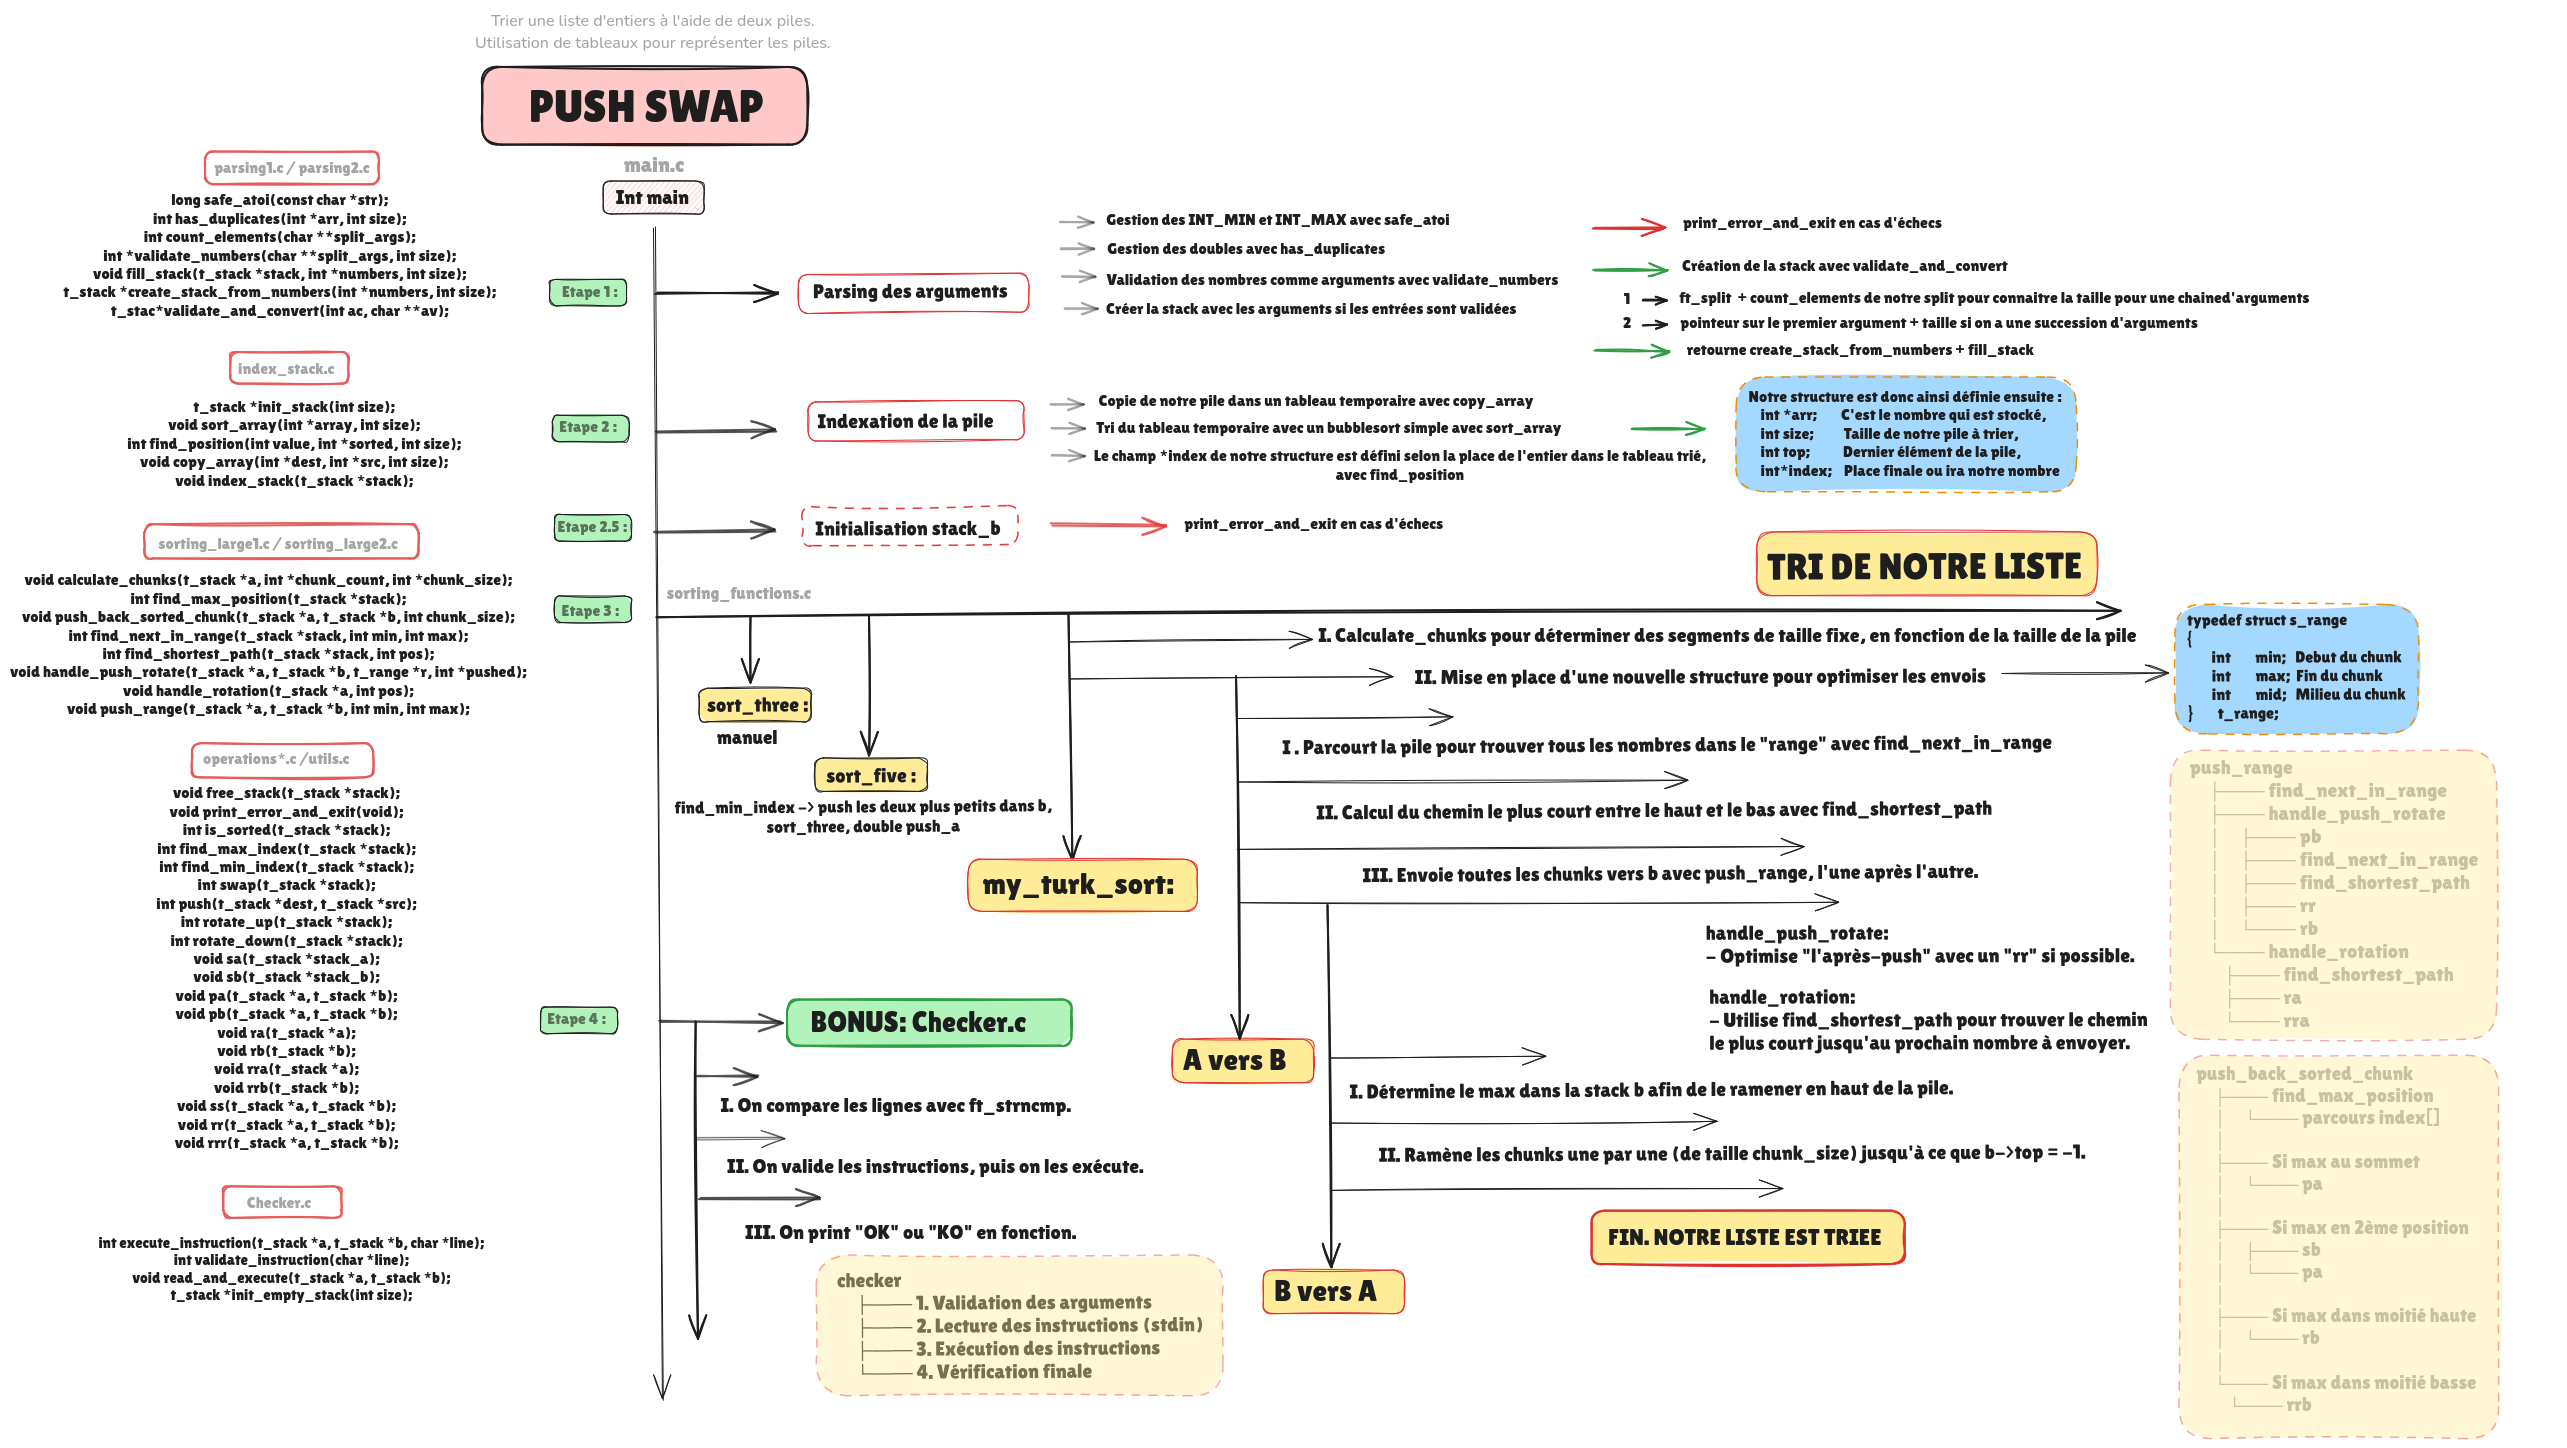 Trier une liste d'entiers à l'aide de deux piles.
Utilisation de tableaux pour représenter les piles.
PUSH SWAP
main.c
Int main
parsing1.c / parsing2.c
long safe_atoi(const char *str);
int has_duplicates(int *arr, int size);
int count_elements(char **split_args);
int *validate_numbers(char **split_args, int size);
void fill_stack(t_stack *stack, int *numbers, int size);
t_stack *create_stack_from_numbers(int *numbers, int size);
t_stac*validate_and_convert(int ac, char **av);
index_stack.c
t_stack *init_stack(int size);
void sort_array(int *array, int size);
int find_position(int value, int *sorted, int size);
void copy_array(int *dest, int *src, int size);
void index_stack(t_stack *stack);
sorting_large1.c / sorting_large2.c
void calculate_chunks(t_stack *a, int *chunk_count, int *chunk_size);
int find_max_position(t_stack *stack);
void push_back_sorted_chunk(t_stack *a, t_stack *b, int chunk_size);
int find_next_in_range(t_stack *stack, int min, int max);
int find_shortest_path(t_stack *stack, int pos);
void handle_push_rotate(t_stack *a, t_stack *b, t_range *r, int *pushed);
void handle_rotation(t_stack *a, int pos);
void push_range(t_stack *a, t_stack *b, int min, int max);
operations*.c /utils.c
void free_stack(t_stack *stack);
void print_error_and_exit(void);
int is_sorted(t_stack *stack);
int find_max_index(t_stack *stack);
int find_min_index(t_stack *stack);
int swap(t_stack *stack);
int push(t_stack *dest, t_stack *src);
int rotate_up(t_stack *stack);
int rotate_down(t_stack *stack);
void sa(t_stack *stack_a);
void sb(t_stack *stack_b);
void pa(t_stack *a, t_stack *b);
void pb(t_stack *a, t_stack *b);
void ra(t_stack *a);
void rb(t_stack *b);
void rra(t_stack *a);
void rrb(t_stack *b);
void ss(t_stack *a, t_stack *b);
void rr(t_stack *a, t_stack *b);
void rrr(t_stack *a, t_stack *b);
Checker.c
int execute_instruction(t_stack *a, t_stack *b, char *line);
int validate_instruction(char *line);
void read_and_execute(t_stack *a, t_stack *b);
t_stack *init_empty_stack(int size);
Etape 1 :
Parsing des arguments
Gestion des INT_MIN et INT_MAX avec safe_atoi
Gestion des doubles avec has_duplicates
Validation des nombres comme arguments avec validate_numbers
Créer la stack avec les arguments si les entrées sont validées
print_error_and_exit en cas d'échecs
Création de la stack avec validate_and_convert
1 ft_split + count_elements de notre split pour connaitre la taille pour une chained'arguments
2 pointeur sur le premier argument + taille si on a une succession d'arguments
retourne create_stack_from_numbers + fill_stack
Etape 2 :
Indexation de la pile
Copie de notre pile dans un tableau temporaire avec copy_array
Tri du tableau temporaire avec un bubblesort simple avec sort_array
Le champ *index de notre structure est défini selon la place de l'entier dans le tableau trié,
avec find_position
Notre structure est donc ainsi définie ensuite :
int *arr; C'est le nombre qui est stocké,
int size; Taille de notre pile à trier,
int top; Dernier élément de la pile,
int*index; Place finale ou ira notre nombre
Etape 2.5 :
Initialisation stack_b
print_error_and_exit en cas d'échecs
TRI DE NOTRE LISTE
Etape 3 :
sorting_functions.c
sort_three :
manuel
sort_five :
find_min_index -> push les deux plus petits dans b,
sort_three, double push_a
my_turk_sort:
I. Calculate_chunks pour déterminer des segments de taille fixe, en fonction de la taille de la pile
II. Mise en place d'une nouvelle structure pour optimiser les envois
typedef struct s_range
{
int min; Debut du chunk
int max; Fin du chunk
int mid; Milieu du chunk
} t_range;
I . Parcourt la pile pour trouver tous les nombres dans le "range" avec find_next_in_range
II. Calcul du chemin le plus court entre le haut et le bas avec find_shortest_path
III. Envoie toutes les chunks vers b avec push_range, l'une après l'autre.
handle_push_rotate:
– Optimise "l'après-push" avec un "rr" si possible.
handle_rotation:
– Utilise find_shortest_path pour trouver le chemin
le plus court jusqu'au prochain nombre à envoyer.
A vers B
I. Détermine le max dans la stack b afin de le ramener en haut de la pile.
II. Ramène les chunks une par une (de taille chunk_size) jusqu'à ce que b->top = -1.
FIN. NOTRE LISTE EST TRIEE
B vers A
push_range
├── find_next_in_range
├── handle_push_rotate
│ ├── pb
│ ├── find_next_in_range
│ ├── find_shortest_path
│ ├── rr
│ └── rb
└── handle_rotation
├── find_shortest_path
├── ra
└── rra
push_back_sorted_chunk
├── find_max_position
│ └── parcours index[]
│
├── Si max au sommet
│ └── pa
│
├── Si max en 2ème position
│ ├── sb
│ └── pa
│
├── Si max dans moitié haute
│ └── rb
│
└── Si max dans moitié basse
└── rrb
Etape 4 :
BONUS: Checker.c
I. On compare les lignes avec ft_strncmp.
II. On valide les instructions, puis on les exécute.
III. On print "OK" ou "KO" en fonction.
checker
├── 1. Validation des arguments
├── 2. Lecture des instructions (stdin)
├── 3. Exécution des instructions
└── 4. Vérification finale